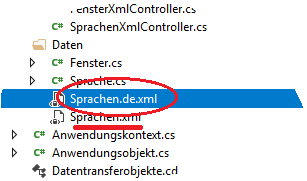 FensterXmlController.cs
SprachenXmlController.cs
Daten
C# Fenster.cs
C# Sprache.cs
Sprachen.de.xml
Sprachen.xml
C# Anwendungskontext.cs
C# Anwendungsobjekt.cs
Datentransferobjekte.cd